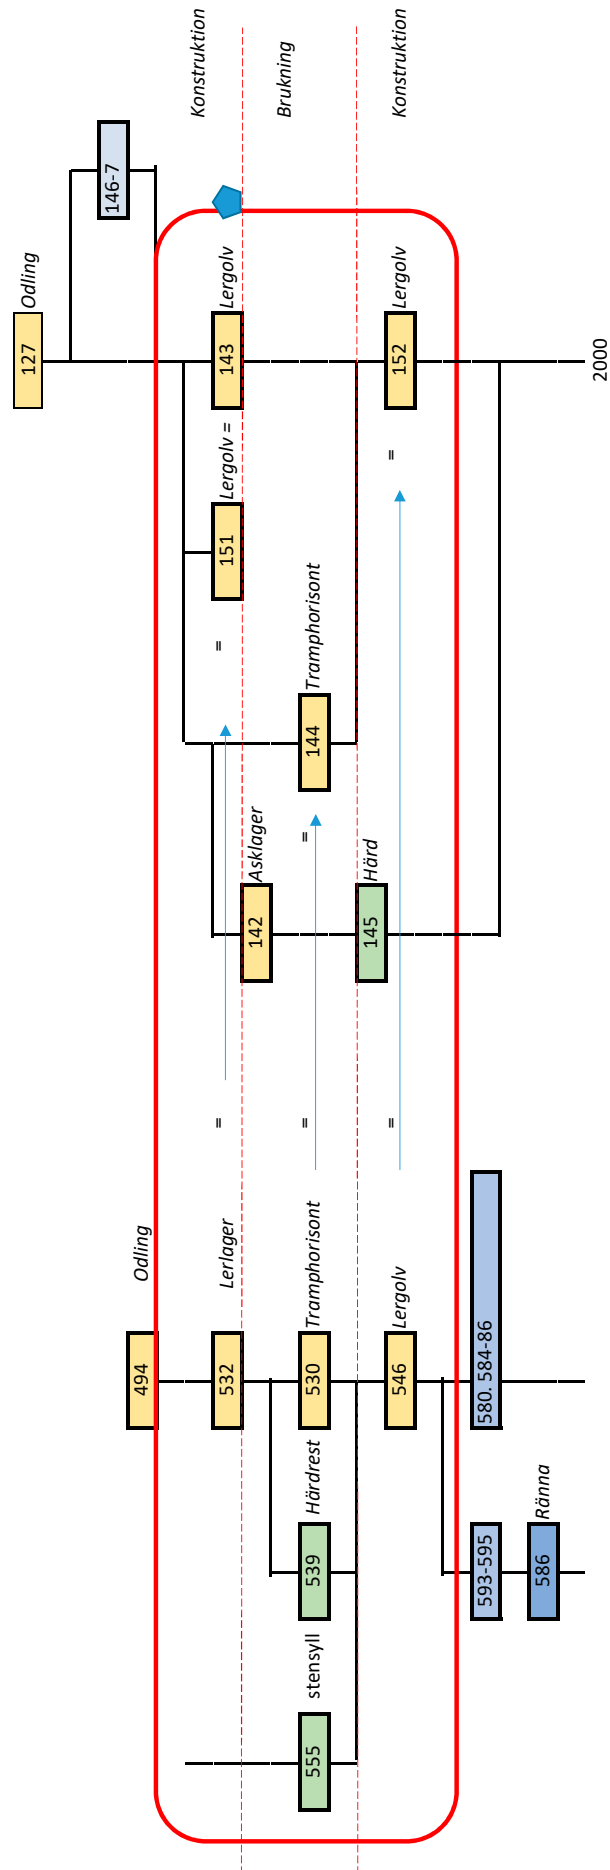 127 Odling
146-7
494 Odling
Konstruktion
532 Lerlager = = 151 Lergolv = 143 Lergolv
142 Asklager
Brukning
555 stensyll 539 Härdrest 530 Tramphorisont = = 144 Tramphorisont
145 Härd
546 Lergolv = = 152 Lergolv Konstruktion
593-595 580. 584-86
586 Ränna
2000